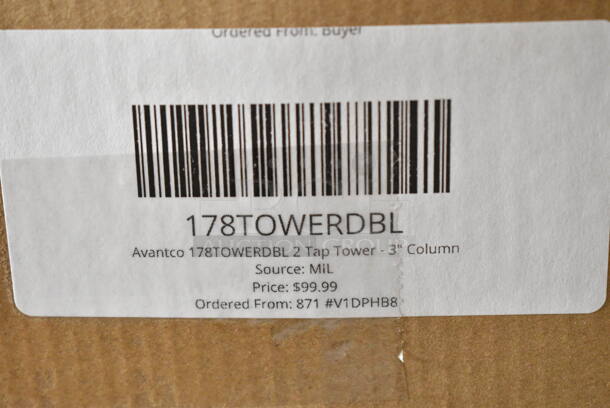 Ordered From: Buyer
178TOWERDBL
Avantco 178TOWERDBL 2 Tap Tower - 3" Column
Source: MIL
Price: $99.99
Ordered From: 871 #V1DPHB8